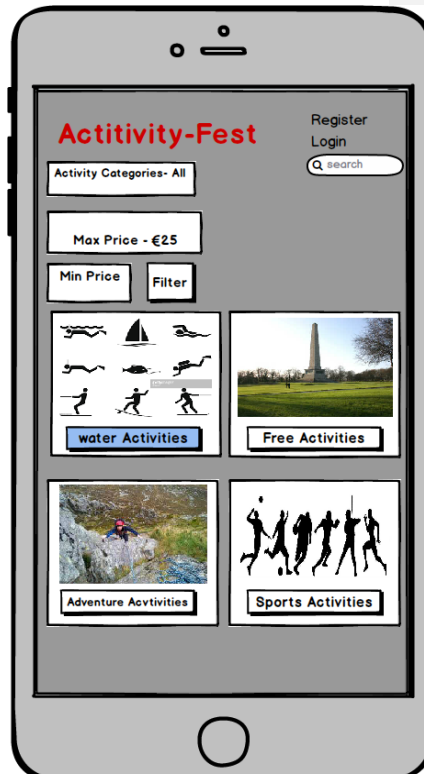 Actitivity-Fest
Register
Login
search
Activity Categories- All
Max Price - €25
Min Price
Filter
water Activities
Free Activities
Adventure Acvtivities
Sports Activities